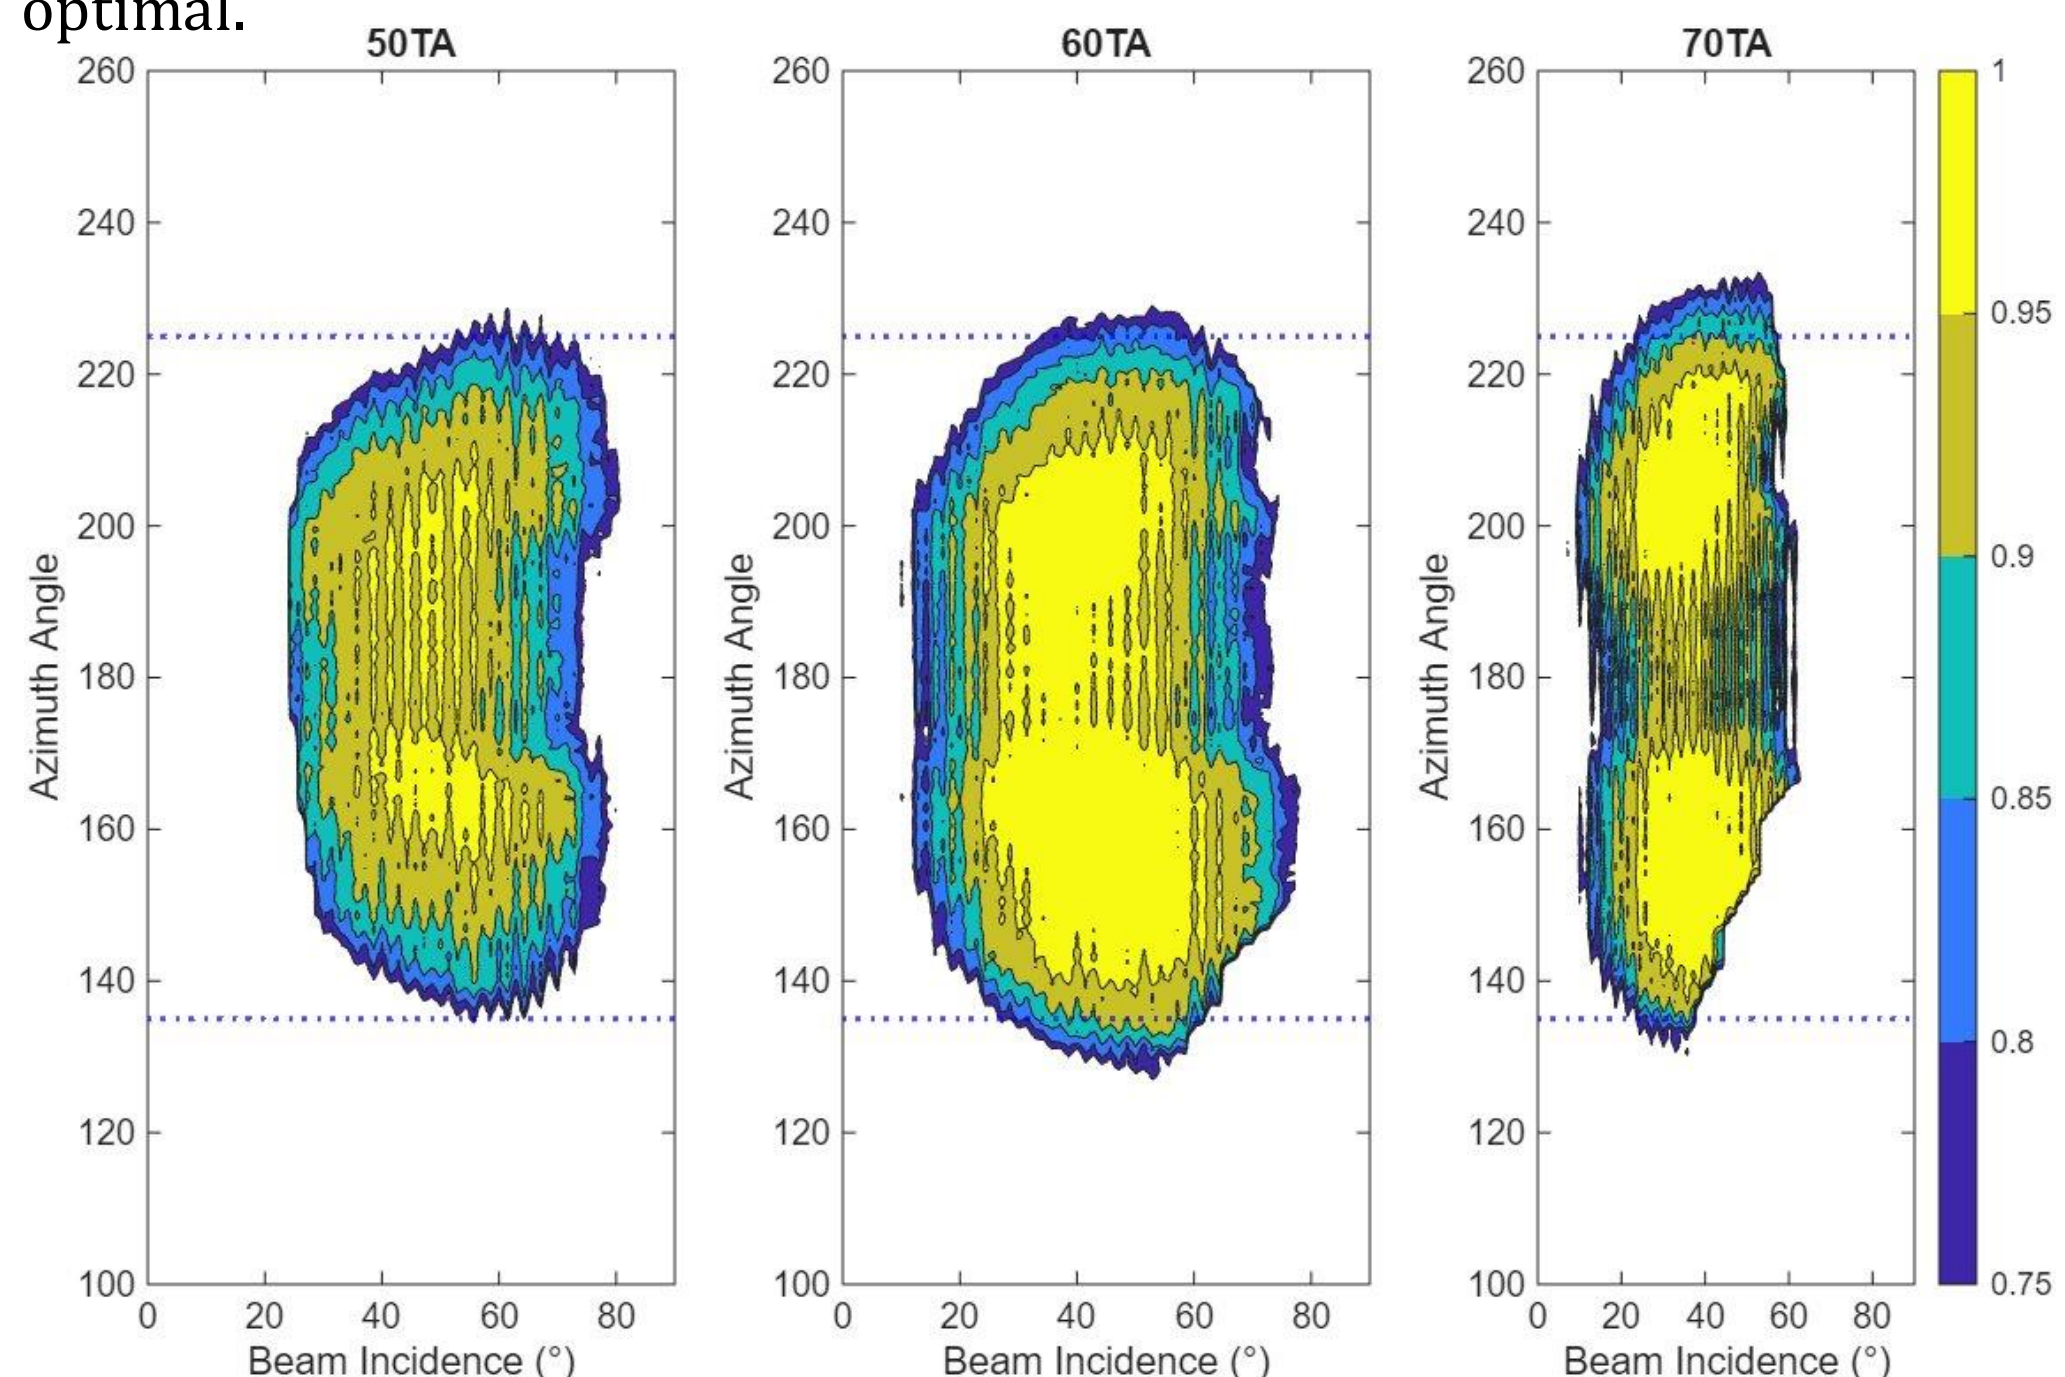 optimal.
50TA 60TA 70TA
260 260 260 1
240 240 240
0.95
220 220 220
200 200 200 0.9
Azimuth Angle Azimuth Angle Azimuth Angle
180 180 180
0.85
160 160 160
140 140 140 0.8
120 120 120
100 100 100 0.75
0 20 40 60 80 0 20 40 60 80 0 20 40 60 80
Beam Incidence (°) Beam Incidence (°) Beam Incidence (°)